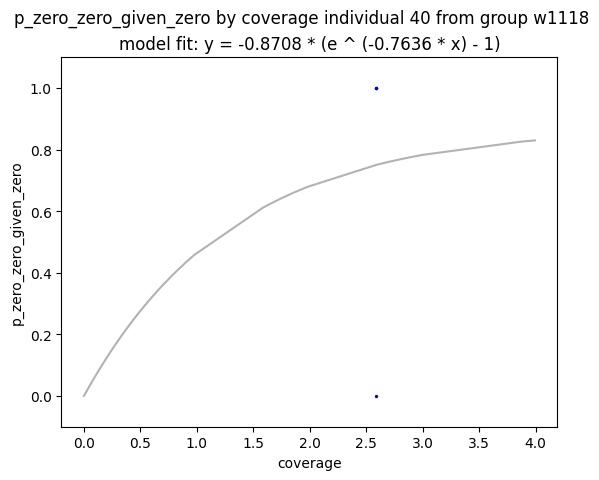 p_zero_zero_given_zero by coverage individual 40 from group w1118
model fit: y = -0.8708 * (e ^ (-0.7636 * x) - 1)
1.0
0.8
0.6
0.4
0.2
0.0
p_zero_zero_given_zero
0.0 0.5 1.0 1.5 2.0 2.5 3.0 3.5 4.0
coverage